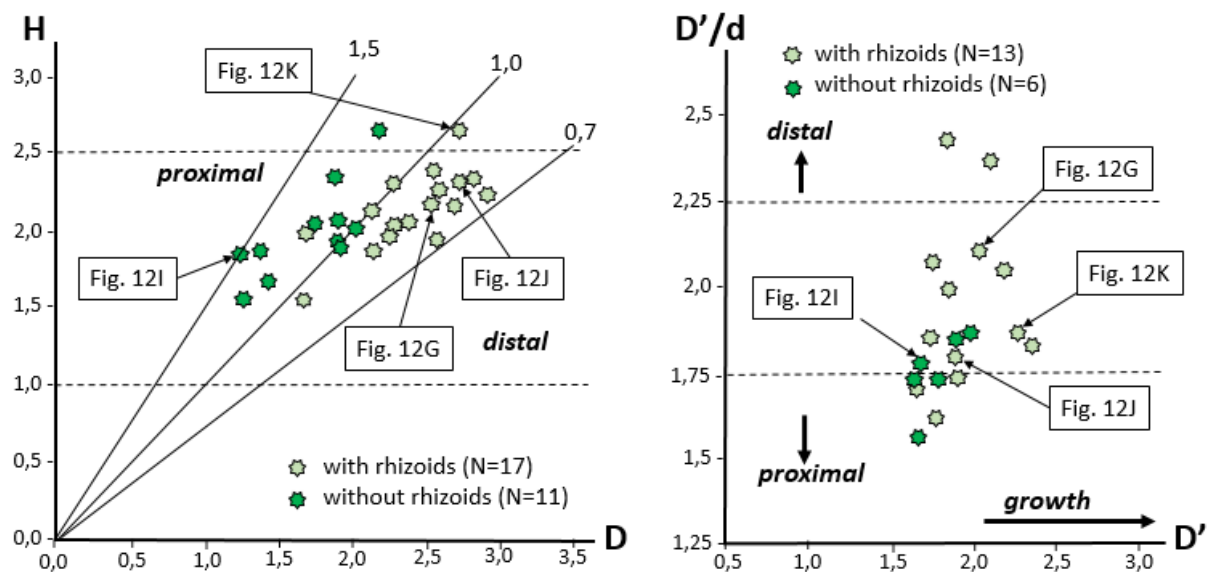 H
1,5
1,0
0,7
Fig. 12K
3,0
2,5
2,0
1,5
1,0
0,5
0,0
proximal
Fig. 12I
Fig. 12J
Fig. 12G
distal
with rhizoids (N=17)
without rhizoids (N=11)
D
0,0
0,5
1,0
1,5
2,0
2,5
3,0
3,5
D'/d
with rhizoids (N=13)
without rhizoids (N=6)
2,5
2,25
2,0
1,75
1,5
1,25
distal
Fig. 12G
Fig. 12I
Fig. 12K
Fig. 12J
proximal
growth
D'
0,5
1,0
1,5
2,0
2,5
3,0